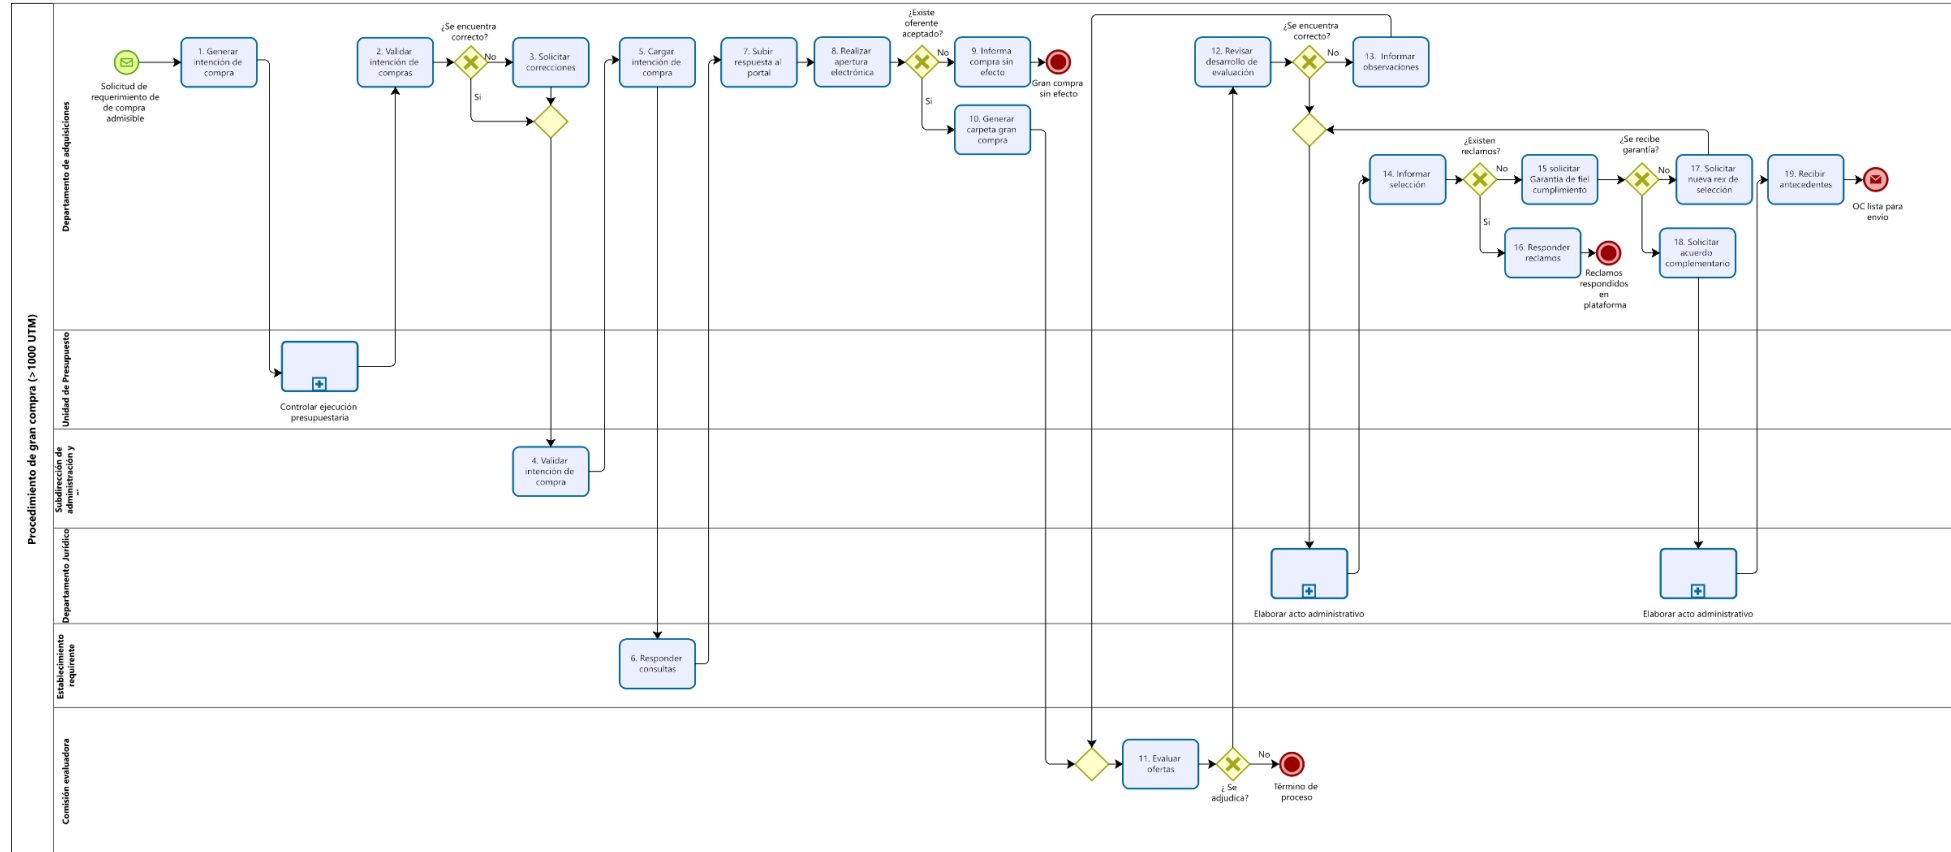 Procedimiento de gran compra (>1000 UTM)
Departamento de adquisiciones
Solicitud de
requerimiento de
de compra
admisible
1. Generar
intención de
compra
2. Validar
intención de
compras
¿Se encuentra
correcto?
No
Si
3. Solicitar
correcciones
5. Cargar
intención de
compra
7. Subir
respuesta al
portal
8. Realizar
apertura
electrónica
¿Existe
oferente
aceptado?
No
Si
9. Informa
compra sin
efecto
Gran compra
sin efecto
10. Generar
carpeta gran
compra
12. Revisar
desarrollo de
evaluación
¿Se encuentra
correcto?
No
13. Informar
observaciones
14. Informar
selección
¿Existen
reclamos?
No
Si
15 solicitar
Garantía de fiel
cumplimiento
16. Responder
reclamos
Reclamos
respondidos
en
plataforma
¿Se recibe
garantía?
No
17. Solicitar
nueva rex de
selección
18. Solicitar
acuerdo
complementario
19. Recibir
antecedentes
OC lista para
envio
Unidad de Presupuesto
Controlar ejecución
presupuestaria
Subdirección de
administración y
4. Validar
intención de
compra
Departamento Jurídico
Elaborar acto administrativo
Elaborar acto administrativo
Establecimiento
requirente
6. Responder
consultas
Comisión evaluadora
11. Evaluar
ofertas
¿ Se
adjudica?
No
Término de
proceso